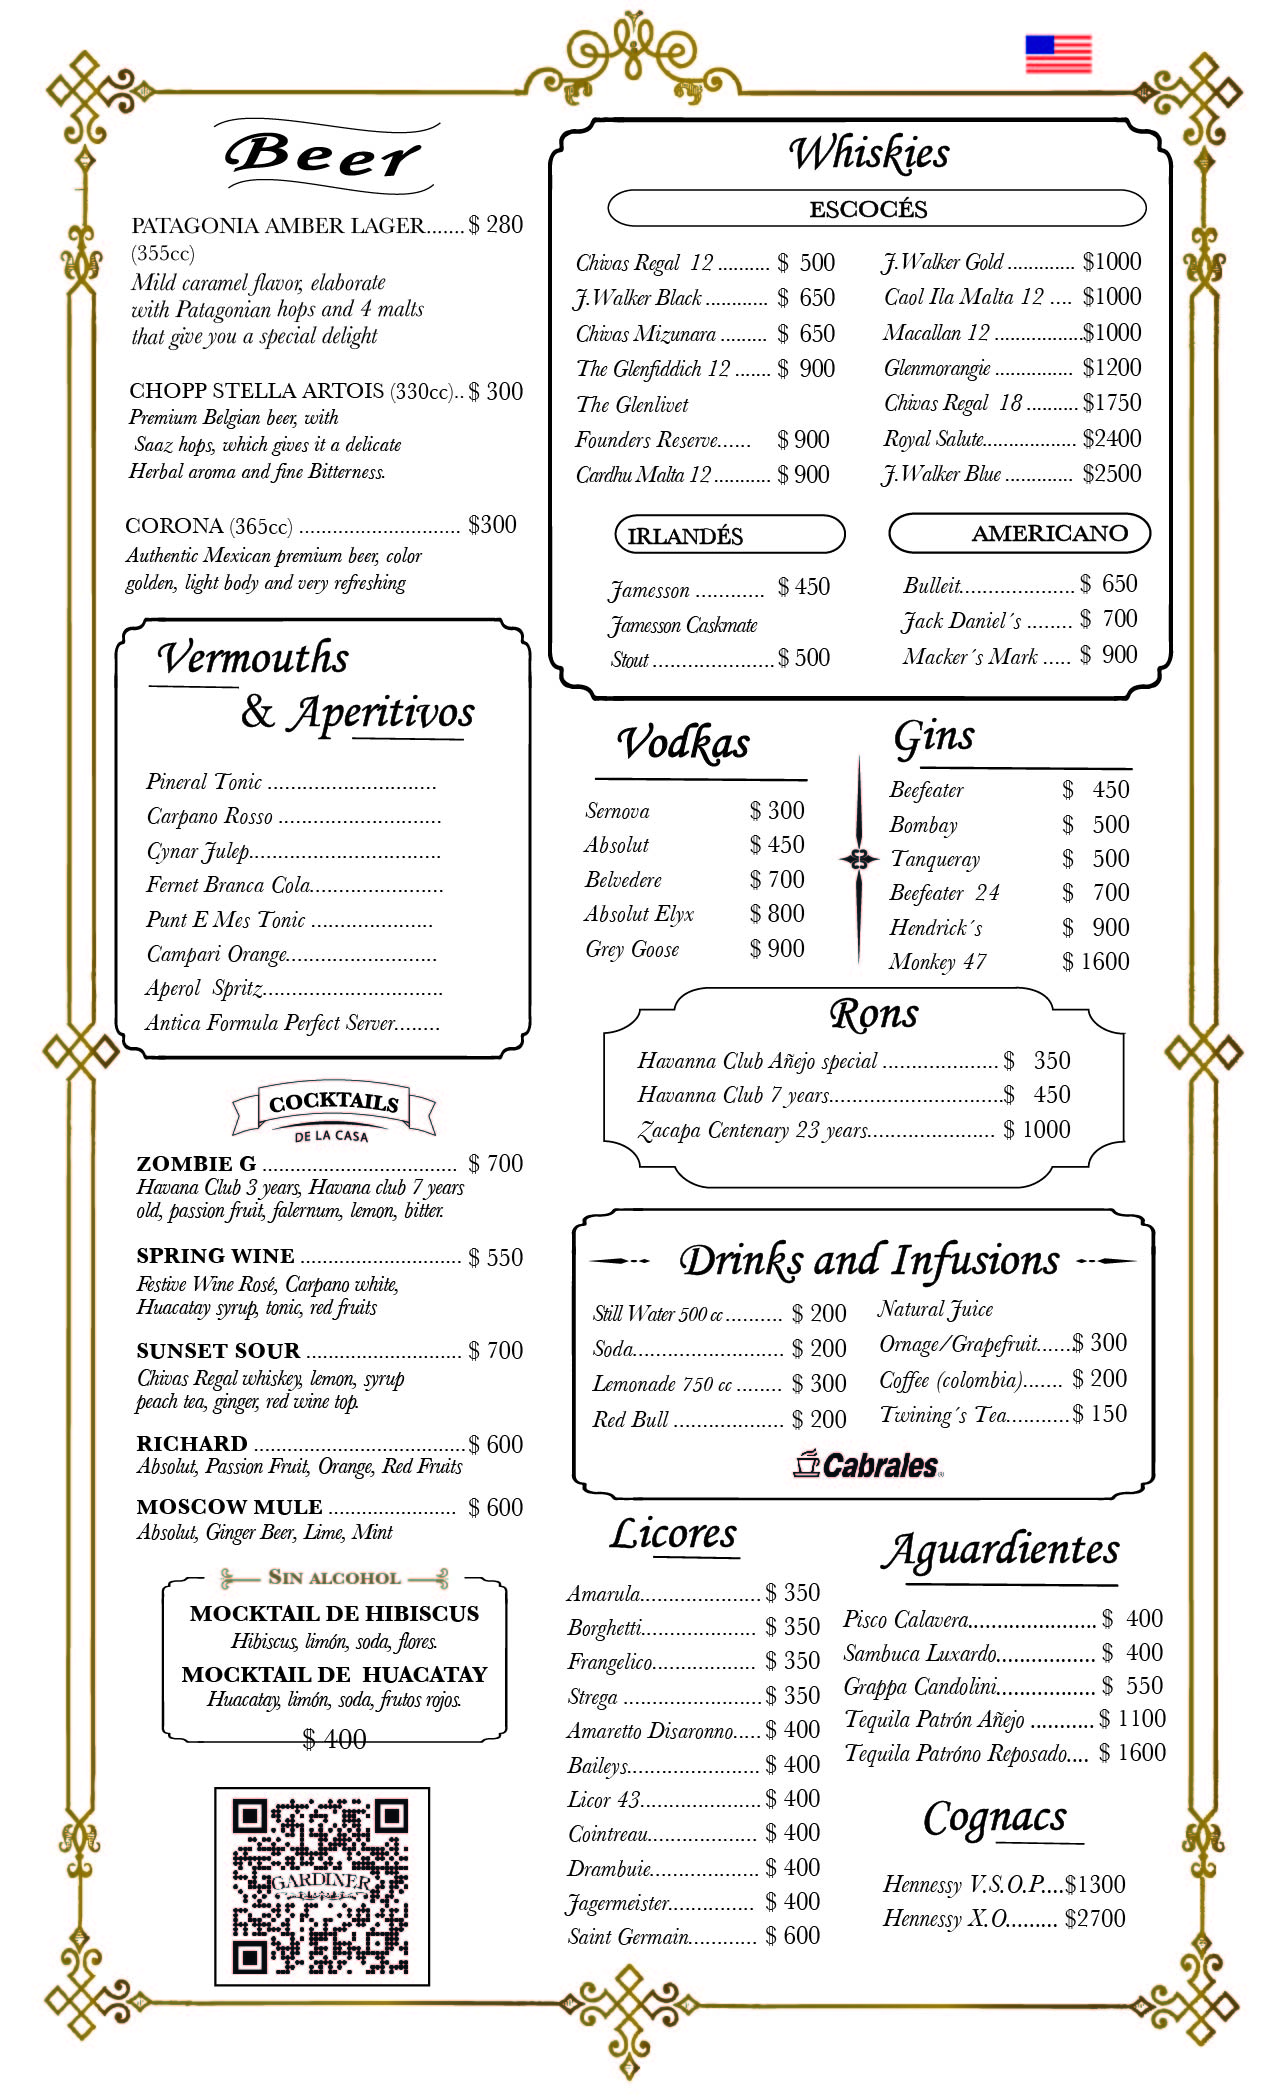 Beer
PATAGONIA AMBER LAGER.......$ 280
(355cc)
Mild caramel flavor, elaborate
with Patagonian hops and 4 malts
that give you a special delight
CHOPP STELLA ARTOIS (330cc)..$ 300
Premium Belgian beer, with
Saaz hops, which gives it a delicate
Herbal aroma and fine Bitterness.
CORONA (365cc) ............................. $300
Authentic Mexican premium beer, color
golden, light body and very refreshing
Vermouths
& Aperitivos
Pineral Tonic .............................
Carpano Rosso ............................
Cynar Julep.................................
Fernet Branca Cola.......................
Punt E Mes Tonic .....................
Campari Orange..........................
Aperol Spritz...............................
Antica Formula Perfect Server........
COCKTAILS
DE LA CASA
ZOMBIE G ................................... $ 700
Havana Club 3 years, Havana club 7 years
old, passion fruit, falernum, lemon, bitter.
SPRING WINE ............................. $ 550
Festive Wine Rosé, Carpano white,
Huacatay syrup, tonic, red fruits
SUNSET SOUR ............................ $ 700
Chivas Regal whiskey, lemon, syrup
peach tea, ginger, red wine top.
RICHARD ......................................$ 600
Absolut, Passion Fruit, Orange, Red Fruits
MOSCOW MULE ....................... $ 600
Absolut, Ginger Beer, Lime, Mint
SIN ALCOHOL
MOCKTAIL DE HIBISCUS
Hibiscus, limón, soda, flores.
MOCKTAIL DE HUACATAY
Huacatay, limón, soda, frutos rojos.
$ 400
GARDINER
Whiskies
ESCOCÉS
Chivas Regal 12 .......... $ 500
J.Walker Black ............ $ 650
Chivas Mizunara ......... $ 650
The Glenfiddich 12 ....... $ 900
The Glenlivet
Founders Reserve...... $ 900
Cardhu Malta 12 ........... $ 900
J.Walker Gold ............. $1000
Caol Ila Malta 12 .... $1000
Macallan 12 .................$1000
Glenmorangie ............... $1200
Chivas Regal 18 .......... $1750
Royal Salute.................. $2400
J.Walker Blue ............. $2500
IRLANDÉS
Jamesson ............ $ 450
Jamesson Caskmate
Stout ......................$ 500
AMERICANO
Bulleit..................... $ 650
Jack Daniel´s ........ $ 700
Macker´s Mark ..... $ 900
Vodkas
Sernova $ 300
Absolut $ 450
Belvedere $ 700
Absolut Elyx $ 800
Grey Goose $ 900
Gins
Beefeater $ 450
Bombay $ 500
Tanqueray $ 500
Beefeater 24 $ 700
Hendrick´s $ 900
Monkey 47 $ 1600
Rons
Havanna Club Añejo special ..................... $ 350
Havanna Club 7 years...............................$ 450
Zacapa Centenary 23 years....................... $ 1000
Drinks and Infusions
Still Water 500 cc .......... $ 200
Soda........................... $ 200
Lemonade 750 cc ........ $ 300
Red Bull .................... $ 200
Natural Juice
Ornage/Grapefruit......$ 300
Coffee (colombia)....... $ 200
Twining´s Tea...........$ 150
Cabrales®
Licores
Amarula......................$ 350
Borghetti..................... $ 350
Frangelico................... $ 350
Strega .........................$ 350
Amaretto Disaronno.....$ 400
Baileys........................$ 400
Licor 43......................$ 400
Cointreau.................... $ 400
Drambuie................... $ 400
Jagermeister................ $ 400
Saint Germain............ $ 600
Aguardientes
Pisco Calavera....................... $ 400
Sambuca Luxardo.................. $ 400
Grappa Candolini.................. $ 550
Tequila Patrón Añejo ........... $ 1100
Tequila Patróno Reposado.... $ 1600
Cognacs
Hennessy V.S.O.P....$1300
Hennessy X.O......... $2700